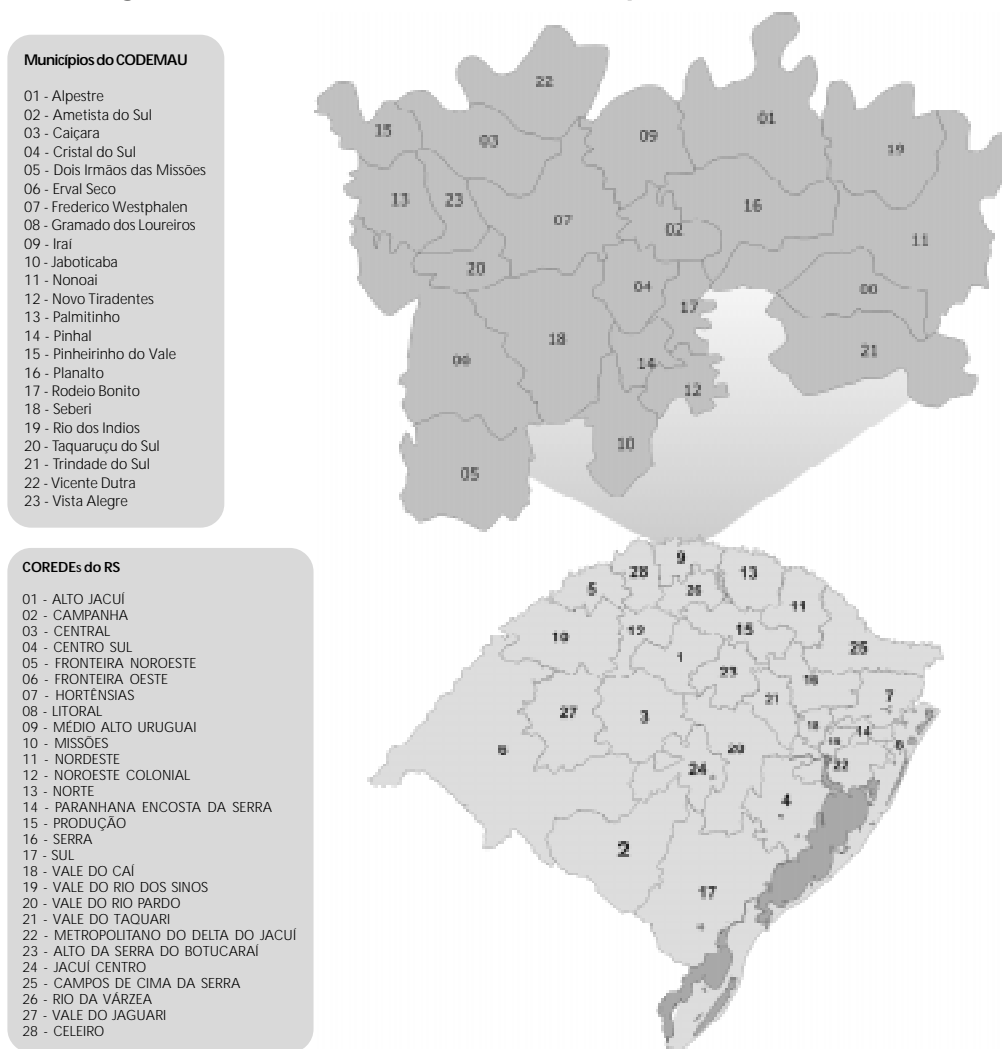 Municípios do CODEMAU
01 - Alpestre
02 - Ametista do Sul
03 - Caiçara
04 - Cristal do Sul
05 - Dois Irmãos das Missões
06 - Erval Seco
07 - Frederico Westphalen
08 - Gramado dos Loureiros
09 - Iraí
10 - Jaboticaba
11 - Nonoai
12 - Novo Tiradentes
13 - Palmitinho
14 - Pinhal
15 - Pinheirinho do Vale
16 - Planalto
17 - Rodeio Bonito
18 - Seberi
19 - Rio dos Indios
20 - Taquaruçu do Sul
21 - Trindade do Sul
22 - Vicente Dutra
23 - Vista Alegre
22
01
15
03
09
19
13
23
07
02
16
11
20
04
08
17
18
14
21
06
12
10
05
COREDEs do RS
01 - ALTO JACUÍ
02 - CAMPANHA
03 - CENTRAL
04 - CENTRO SUL
05 - FRONTEIRA NOROESTE
06 - FRONTEIRA OESTE
07 - HORTÊNSIAS
08 - LITORAL
09 - MÉDIO ALTO URUGUAI
10 - MISSÕES
11 - NORDESTE
12 - NOROESTE COLONIAL
13 - NORTE
14 - PARANHANA ENCOSTA DA SERRA
15 - PRODUÇÃO
16 - SERRA
17 - SUL
18 - VALE DO CAÍ
19 - VALE DO RIO DOS SINOS
20 - VALE DO RIO PARDO
21 - VALE DO TAQUARI
22 - METROPOLITANO DO DELTA DO JACUÍ
23 - ALTO DA SERRA DO BOTUCARAÍ
24 - JACUÍ CENTRO
25 - CAMPOS DE CIMA DA SERRA
26 - RIO DA VÁRZEA
27 - VALE DO JAGUARI
28 - CELEIRO
9
28
13
5
26
11
10
12
15
25
1
23
16
7
21
27
3
18
14
8
19
6
20
24
22
4
2
17